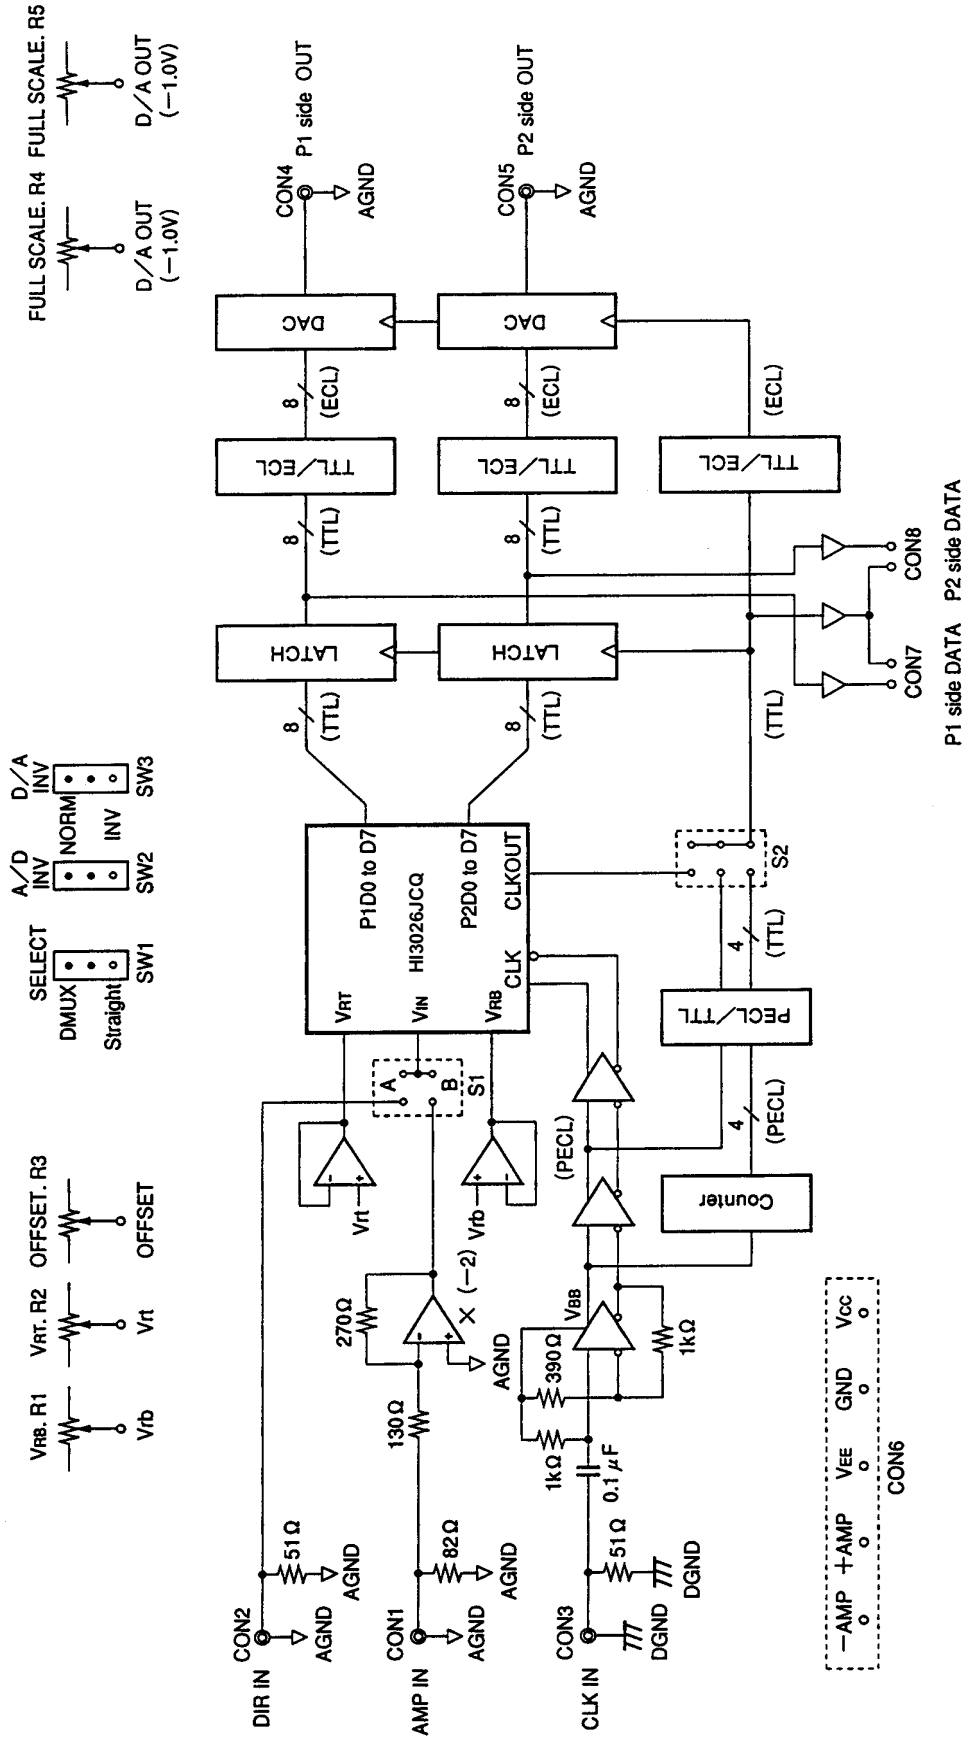 VRB. R1
Vrb
VRT. R2
Vrt
OFFSET. R3
OFFSET
SELECT
DMUX
Straight
SW1
A/D
INV
SW2
NORM
INV
D/A
INV
SW3
FULL SCALE. R4
D/A OUT
(−1.0V)
FULL SCALE. R5
D/A OUT
(−1.0V)
DIR IN
CON2
AGND
51Ω
AGND
AMP IN
CON1
AGND
82Ω
AGND
130Ω
270Ω
− +
AGND
× (−2)
Vrt
− +
Vrb
+ −
A
B
S1
VRT
VIN
VRB
HI3026JCQ
P1D0 to D7
P2D0 to D7
CLK
CLKOUT
8
(TTL)
LATCH
8
(TTL)
TTL/ECL
8
(ECL)
DAC
CON4
P1 side OUT
AGND
8
(TTL)
LATCH
8
(TTL)
TTL/ECL
8
(ECL)
DAC
CON5
P2 side OUT
AGND
CLK IN
CON3
DGND
51Ω
DGND
0.1 μF
1kΩ
390Ω
VBB
1kΩ
(PECL)
Counter
4
(PECL)
PECL/TTL
4
(TTL)
S2
(TTL)
TTL/ECL
(ECL)
CON7
CON8
P1 side DATA
P2 side DATA
−AMP
+AMP
VEE
GND
VCC
CON6